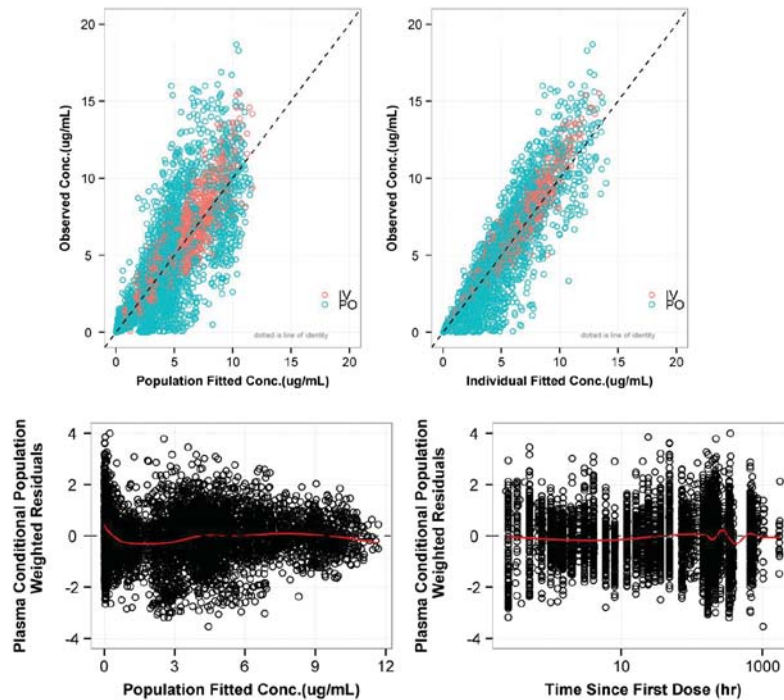 20
15
10
5
0
Observed Conc.(ug/mL)
IV
PO
dotted is line of identity
0 5 10 15 20
Population Fitted Conc.(ug/mL)
20
15
10
5
0
Observed Conc.(ug/mL)
IV
PO
dotted is line of identity
0 5 10 15 20
Individual Fitted Conc.(ug/mL)
4
2
0
-2
-4
Plasma Conditional Population
Weighted Residuals
0 3 6 9 12
Population Fitted Conc.(ug/mL)
4
2
0
-2
-4
Plasma Conditional Population
Weighted Residuals
10 1000
Time Since First Dose (hr)